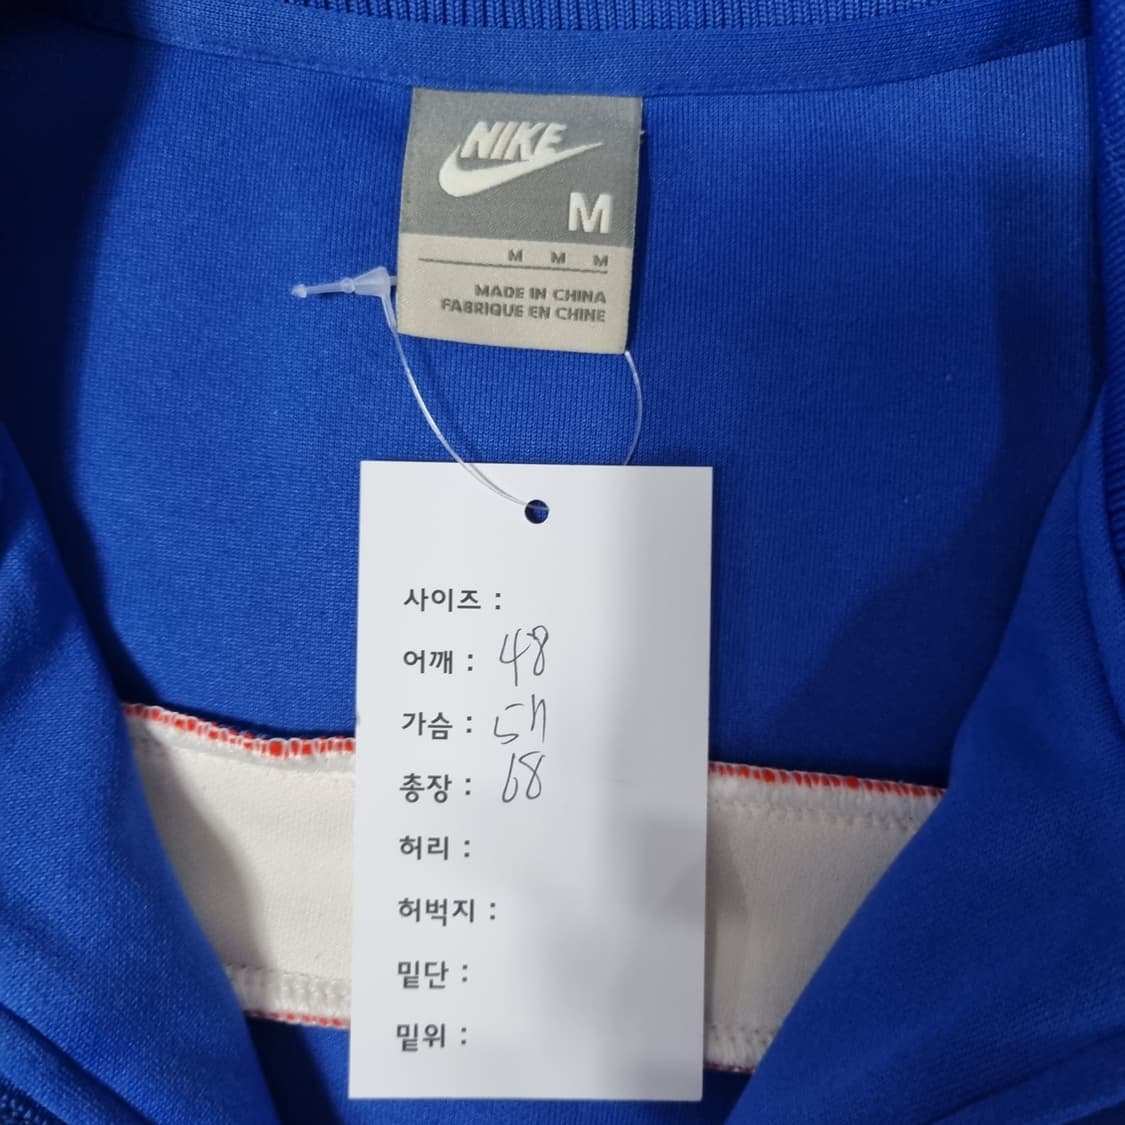 NIKE
M
M M M
MADE IN CHINA
FABRIQUE EN CHINE
사이즈 :
어깨 : 48
가슴 : 54
총장 : 68
허리 :
허벅지 :
밑단 :
밑위 :